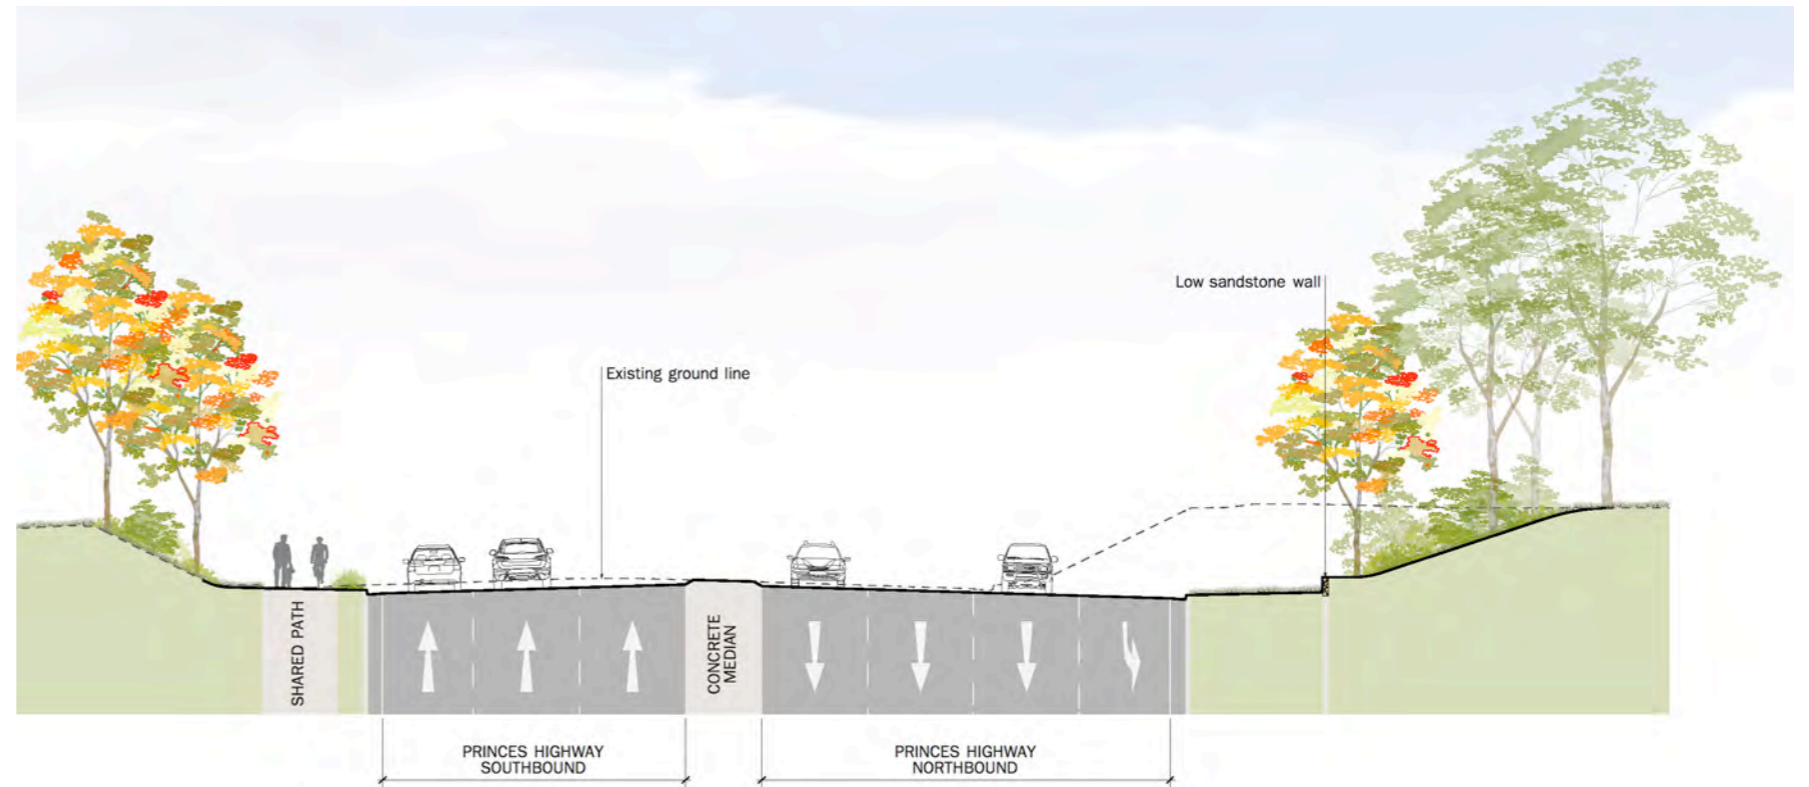 Low sandstone wall
Existing ground line
SHARED PATH
CONCRETE
MEDIAN
PRINCES HIGHWAY
SOUTHBOUND
PRINCES HIGHWAY
NORTHBOUND